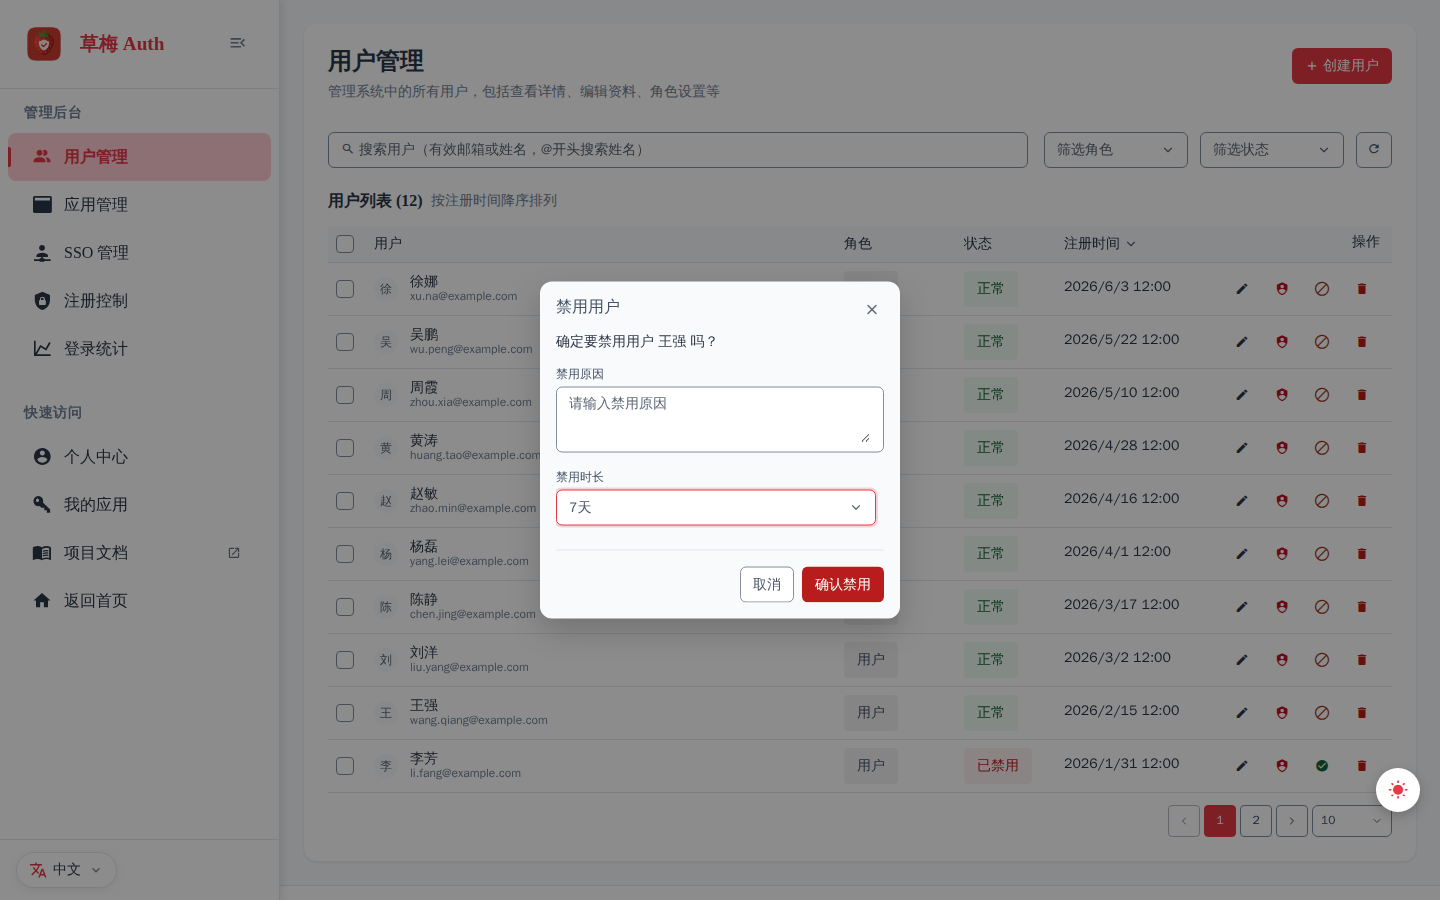 草莓 Auth
管理后台
用户管理
应用管理
SSO 管理
注册控制
登录统计
快速访问
个人中心
我的应用
项目文档
返回首页
中文
用户管理
管理系统中的所有用户，包括查看详情、编辑资料、角色设置等
创建用户
搜索用户（有效邮箱或姓名，@开头搜索姓名）
筛选角色
筛选状态
用户列表 (12) 按注册时间降序排列
用户 角色 状态 注册时间 操作
徐 徐娜 正常 2026/6/3 12:00
xu.na@example.com
吴 吴鹏 正常 2026/5/22 12:00
wu.peng@example.com
周 周霞 正常 2026/5/10 12:00
zhou.xia@example.com
黄 黄涛 正常 2026/4/28 12:00
huang.tao@example.com
赵 赵敏 正常 2026/4/16 12:00
zhao.min@example.com
杨 杨磊 正常 2026/4/1 12:00
yang.lei@example.com
陈 陈静 正常 2026/3/17 12:00
chen.jing@example.com
刘 刘洋 用户 正常 2026/3/2 12:00
liu.yang@example.com
王 王强 用户 正常 2026/2/15 12:00
wang.qiang@example.com
李 李芳 用户 已禁用 2026/1/31 12:00
li.fang@example.com
1 2 10
禁用用户
确定要禁用用户 王强 吗？
禁用原因
请输入禁用原因
禁用时长
7天
取消 确认禁用